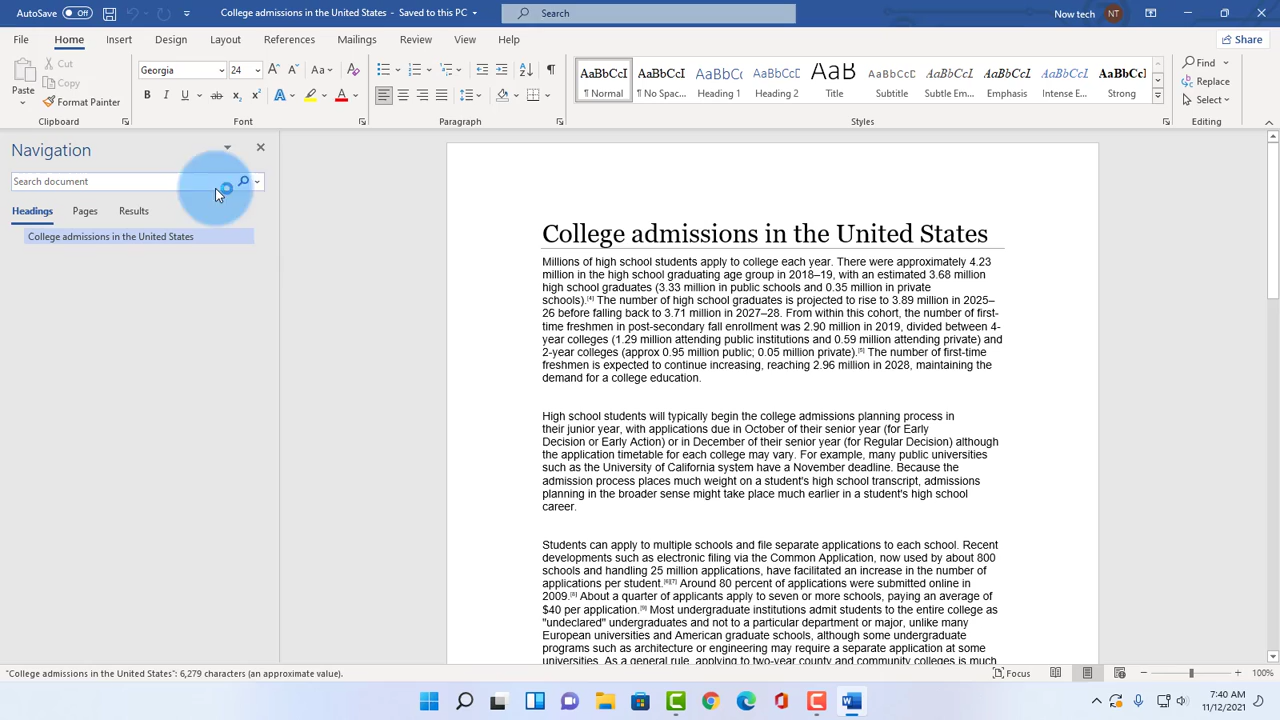 AutoSave Off College admissions in the United States - Saved to this PC Search Now tech NT
File Home Insert Design Layout References Mailings Review View Help Share
Paste Cut Copy Format Painter
Clipboard
Georgia 24
Font
Paragraph
AaBbCcI AaBbCcI AaBbCc AaBbCcI AaB AaBbCcI AaBbCcI AaBbCcI AaBbCcI AaBbCcI
¶ Normal ¶ No Spac... Heading 1 Heading 2 Title Subtitle Subtle Em... Emphasis Intense E... Strong
Styles
Find
Replace
Select
Editing
Navigation
Search document
Headings Pages Results
College admissions in the United States
College admissions in the United States
Millions of high school students apply to college each year. There were approximately 4.23
million in the high school graduating age group in 2018–19, with an estimated 3.68 million
high school graduates (3.33 million in public schools and 0.35 million in private
schools).[4] The number of high school graduates is projected to rise to 3.89 million in 2025–
26 before falling back to 3.71 million in 2027–28. From within this cohort, the number of first-
time freshmen in post-secondary fall enrollment was 2.90 million in 2019, divided between 4-
year colleges (1.29 million attending public institutions and 0.59 million attending private) and
2-year colleges (approx 0.95 million public; 0.05 million private).[5] The number of first-time
freshmen is expected to continue increasing, reaching 2.96 million in 2028, maintaining the
demand for a college education.
High school students will typically begin the college admissions planning process in
their junior year, with applications due in October of their senior year (for Early
Decision or Early Action) or in December of their senior year (for Regular Decision) although
the application timetable for each college may vary. For example, many public universities
such as the University of California system have a November deadline. Because the
admission process places much weight on a student's high school transcript, admissions
planning in the broader sense might take place much earlier in a student's high school
career.
Students can apply to multiple schools and file separate applications to each school. Recent
developments such as electronic filing via the Common Application, now used by about 800
schools and handling 25 million applications, have facilitated an increase in the number of
applications per student.[6][7] Around 80 percent of applications were submitted online in
2009.[8] About a quarter of applicants apply to seven or more schools, paying an average of
$40 per application.[9] Most undergraduate institutions admit students to the entire college as
"undeclared" undergraduates and not to a particular department or major, unlike many
European universities and American graduate schools, although some undergraduate
programs such as architecture or engineering may require a separate application at some
universities. As a general rule, applying to two-year county and community colleges is much
"College admissions in the United States": 6,279 characters (an approximate value). Focus 100%
7:40 AM
11/12/2021